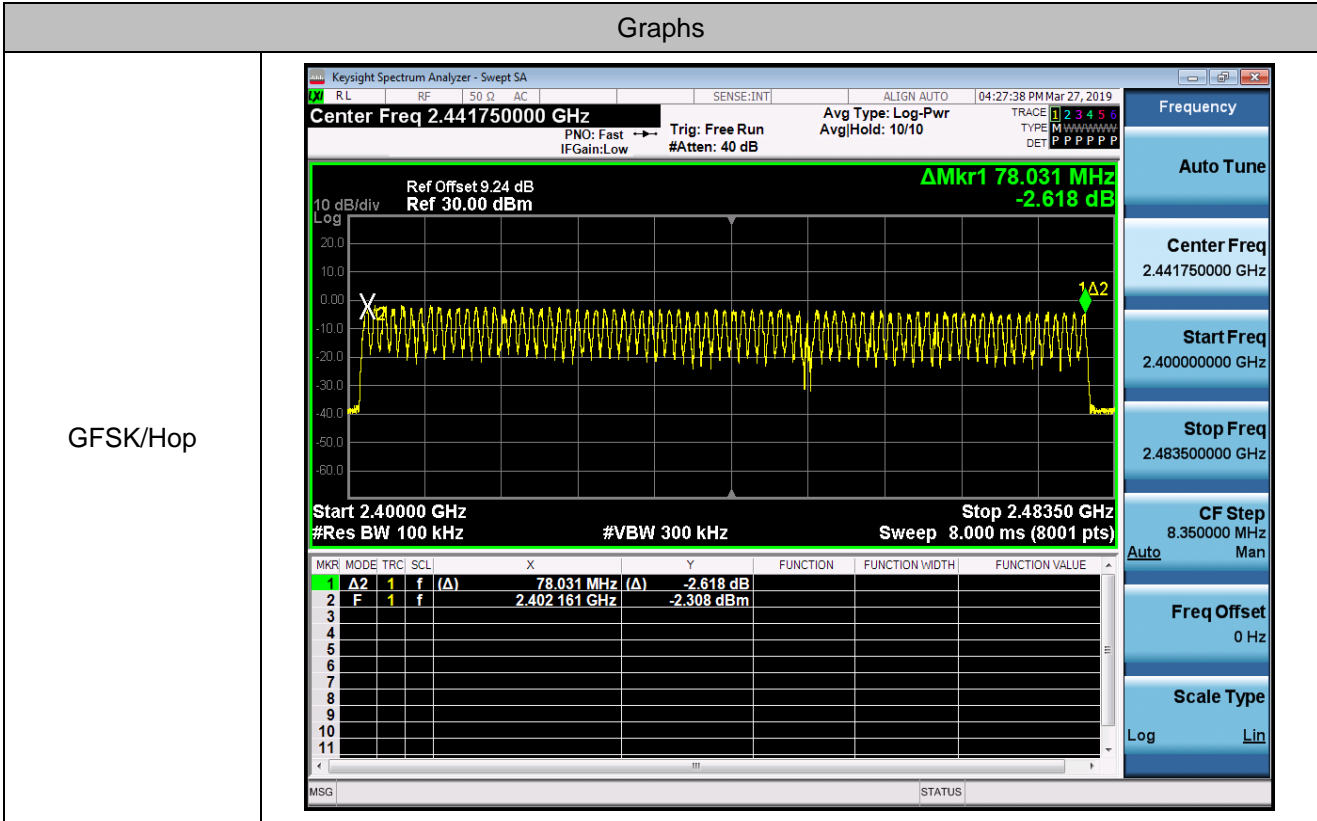 Graphs
GFSK/Hop
Keysight Spectrum Analyzer - Swept SA
LXI RL RF 50 Ω AC SENSE:INT ALIGN AUTO 04:27:38 PM Mar 27, 2019
Center Freq 2.441750000 GHz
PNO: Fast
IFGain:Low
Trig: Free Run
#Atten: 40 dB
Avg Type: Log-Pwr
Avg|Hold: 10/10
TRACE 1 2 3 4 5 6
TYPE M W W W W W
DET P P P P P P
Ref Offset 9.24 dB
10 dB/div Ref 30.00 dBm
Log
ΔMkr1 78.031 MHz
-2.618 dB
20.0
10.0
0.00
-10.0
-20.0
-30.0
-40.0
-50.0
-60.0
X2
1Δ2
Start 2.40000 GHz Stop 2.48350 GHz
#Res BW 100 kHz #VBW 300 kHz Sweep 8.000 ms (8001 pts)
MKR MODE TRC SCL X Y FUNCTION FUNCTION WIDTH FUNCTION VALUE
1 Δ2 1 f (Δ) 78.031 MHz (Δ) -2.618 dB
2 F 1 f 2.402 161 GHz -2.308 dBm
3
4
5
6
7
8
9
10
11
MSG STATUS
Frequency
Auto Tune
Center Freq
2.441750000 GHz
Start Freq
2.400000000 GHz
Stop Freq
2.483500000 GHz
CF Step
8.350000 MHz
Auto Man
Freq Offset
0 Hz
Scale Type
Log Lin